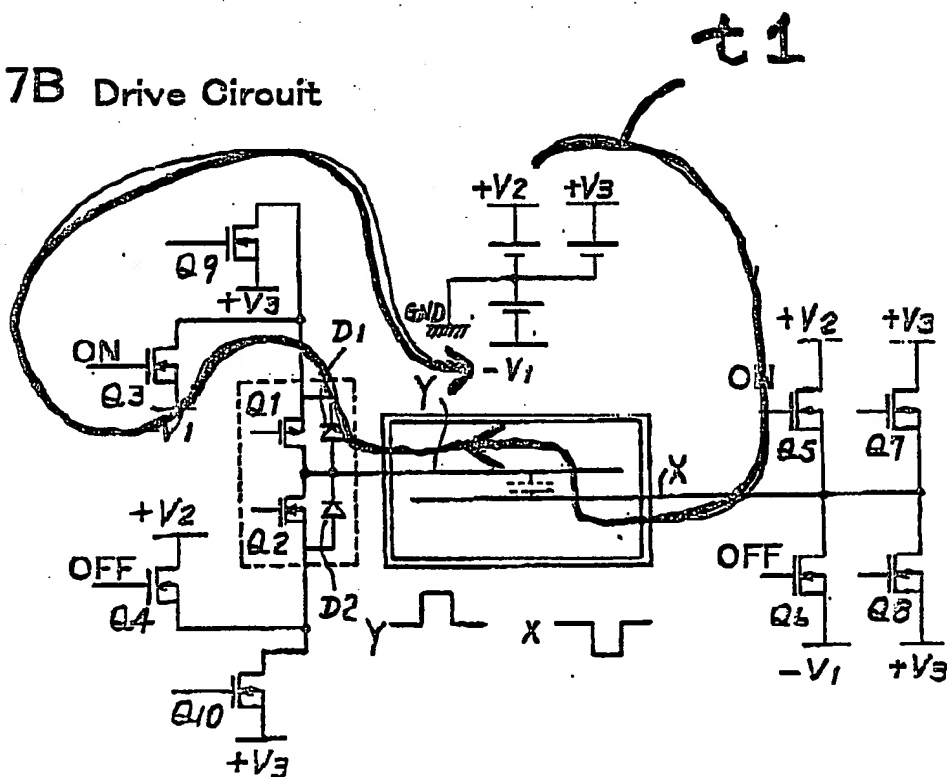 t1
7B Drive Circuit
+V2 +V3
Q9
+V3
GND
-V1
D1
ON
Q3
Y
ON
+V2 +V3
Q1
Q5 Q7
X
+V2
Q2
OFF
Q4
D2
OFF
Q6 Q8
Y X
-V1 +V3
Q10
+V3